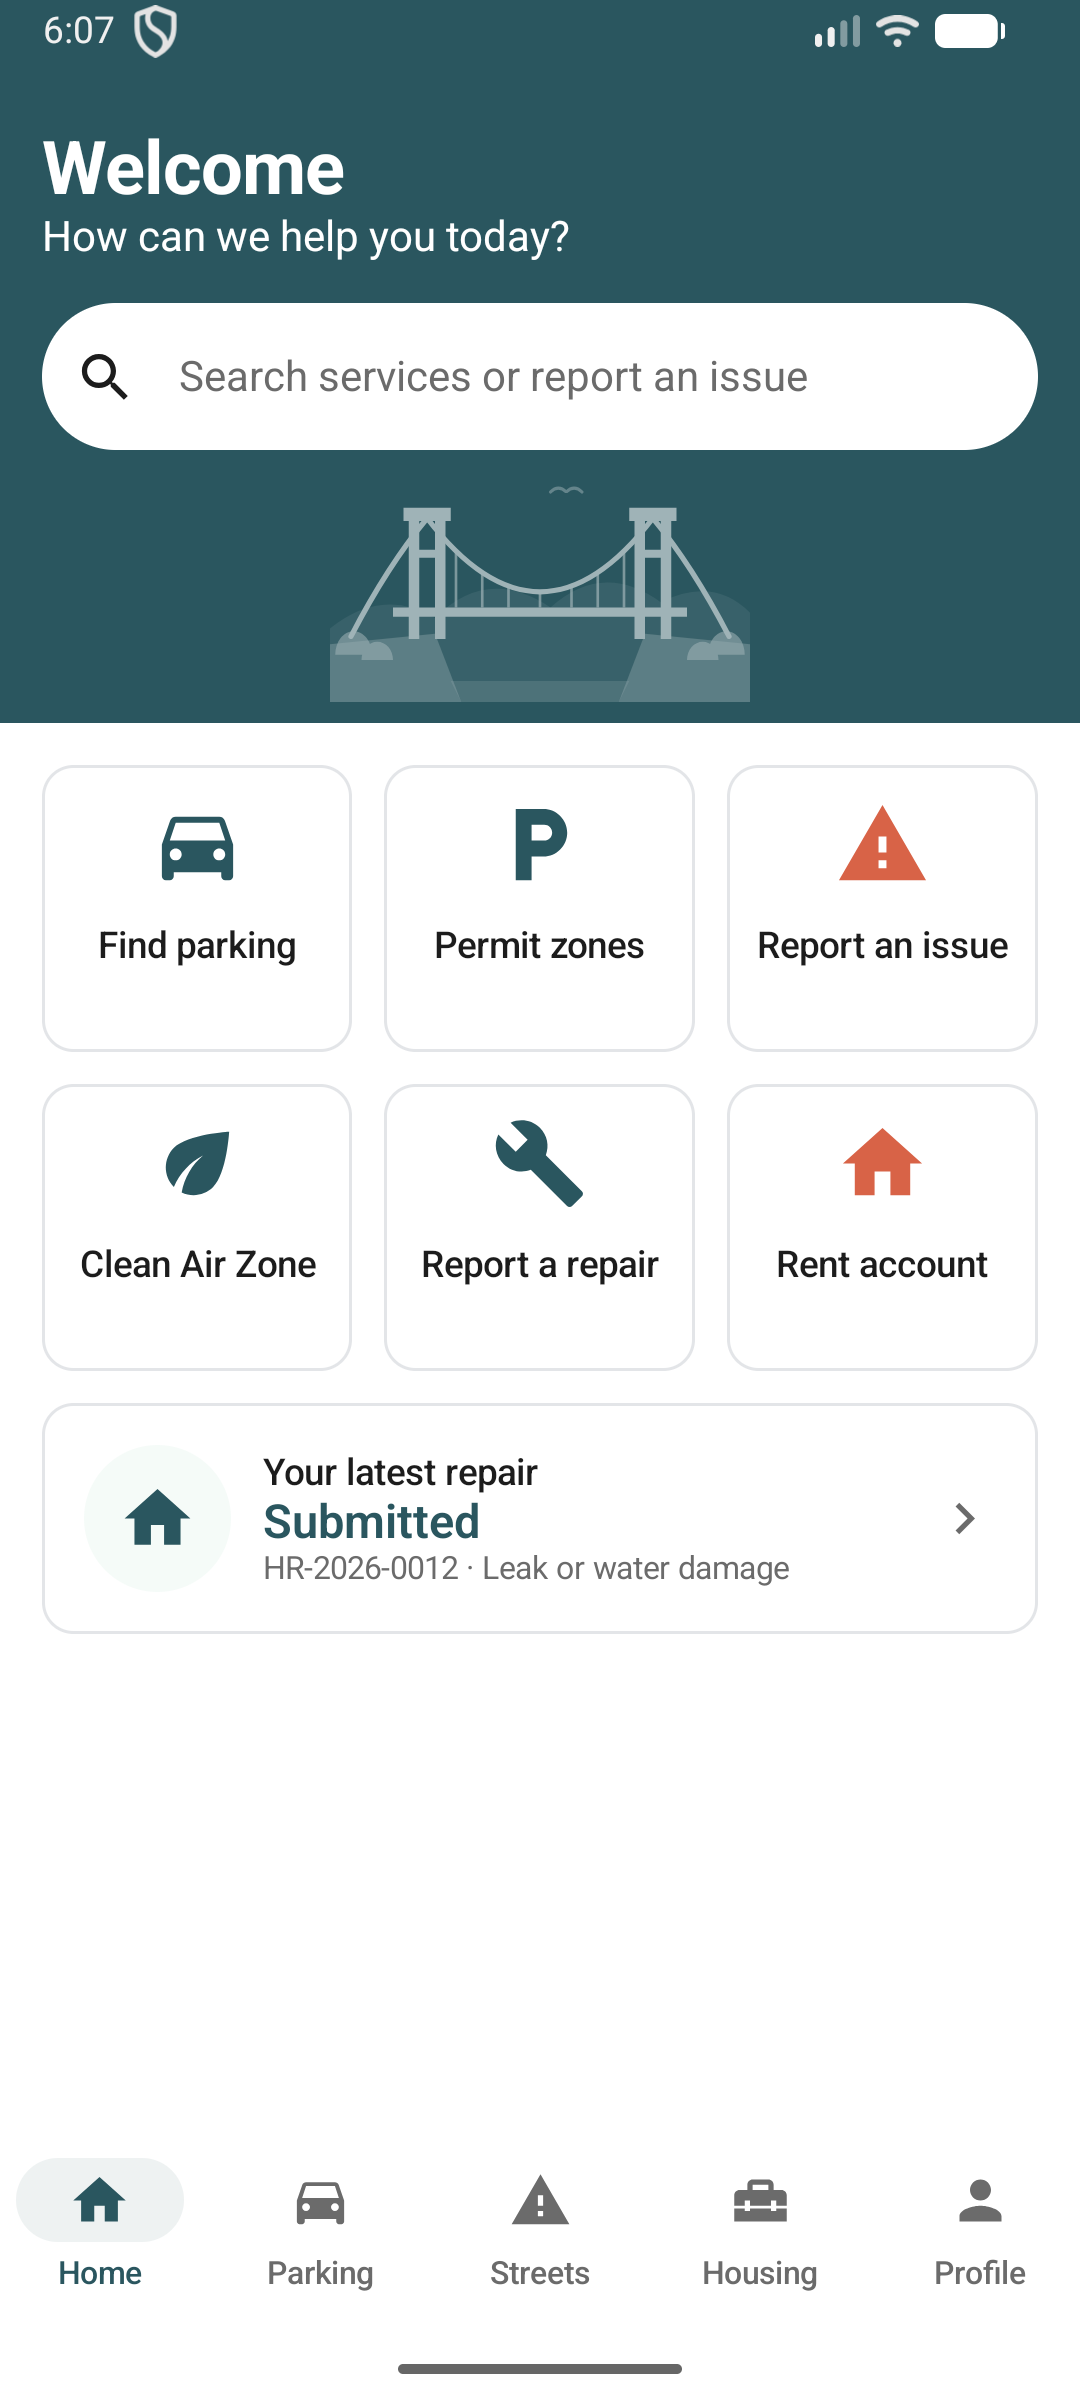 6:07
Welcome
How can we help you today?
Search services or report an issue
Find parking
Permit zones
Report an issue
Clean Air Zone
Report a repair
Rent account
Your latest repair
Submitted
HR-2026-0012 · Leak or water damage
Home
Parking
Streets
Housing
Profile